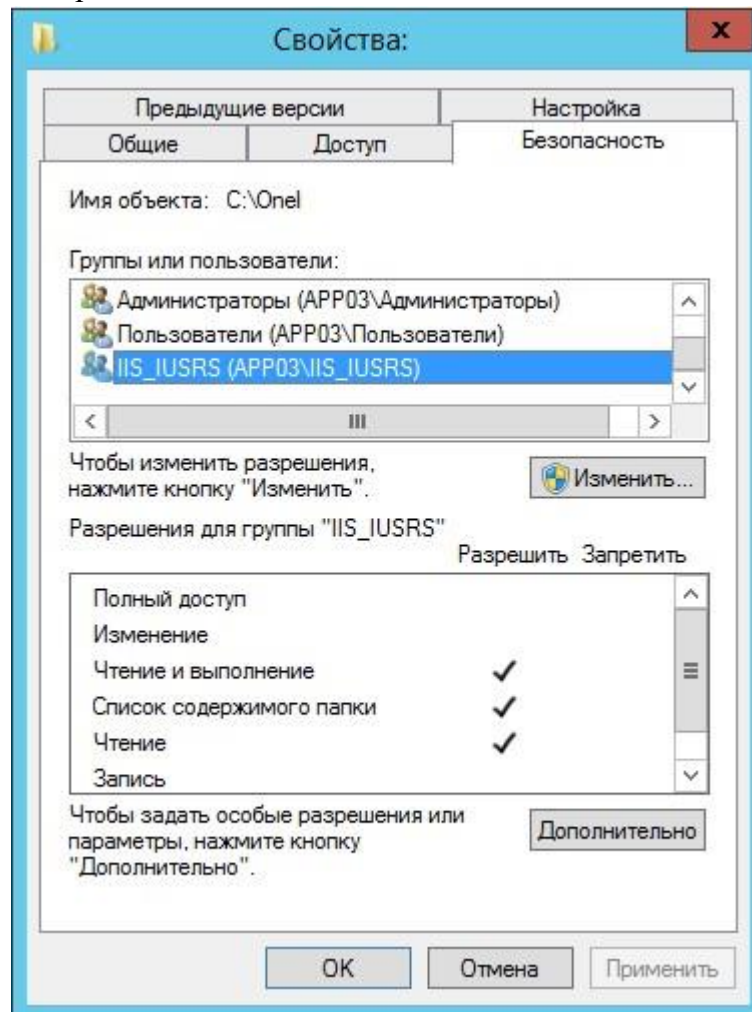 Свойства:
Предыдущие версии
Настройка
Общие
Доступ
Безопасность
Имя объекта: C:\Onel
Группы или пользователи:
Администраторы (APP03\Администраторы)
Пользователи (APP03\Пользователи)
IIS_IUSRS (APP03\IIS_IUSRS)
Чтобы изменить разрешения,
нажмите кнопку "Изменить".
Изменить...
Разрешения для группы "IIS_IUSRS"
Разрешить Запретить
Полный доступ
Изменение
Чтение и выполнение
Список содержимого папки
Чтение
Запись
Чтобы задать особые разрешения или
параметры, нажмите кнопку
"Дополнительно".
Дополнительно
OK
Отмена
Применить